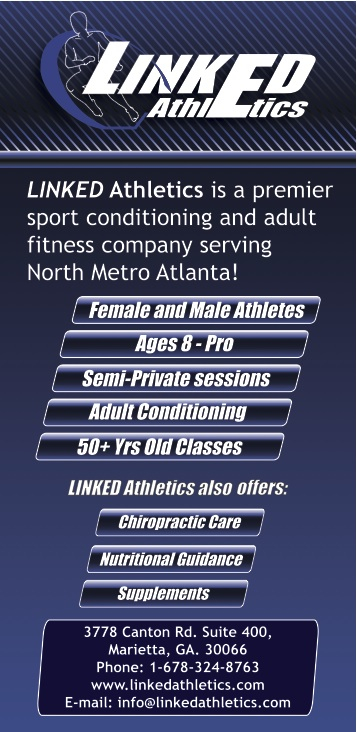 LINKED
Athletics
LINKED Athletics is a premier
sport conditioning and adult
fitness company serving
North Metro Atlanta!
Female and Male Athletes
Ages 8 - Pro
Semi-Private sessions
Adult Conditioning
50+ Yrs Old Classes
LINKED Athletics also offers:
Chiropractic Care
Nutritional Guidance
Supplements
3778 Canton Rd. Suite 400,
Marietta, GA. 30066
Phone: 1-678-324-8763
www.linkedathletics.com
E-mail: info@linkedathletics.com